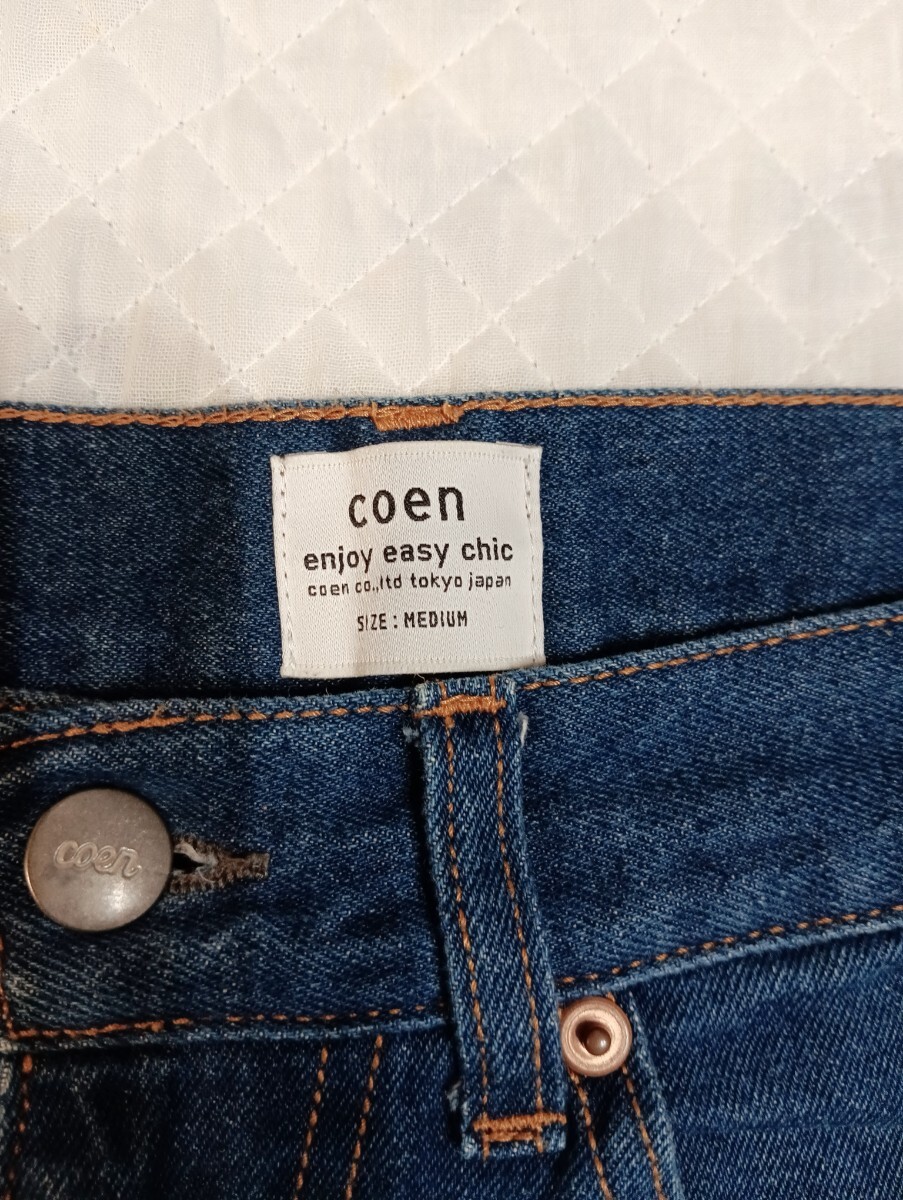 coen
enjoy easy chic
coen co.,ltd tokyo japan
SIZE : MEDIUM
coen